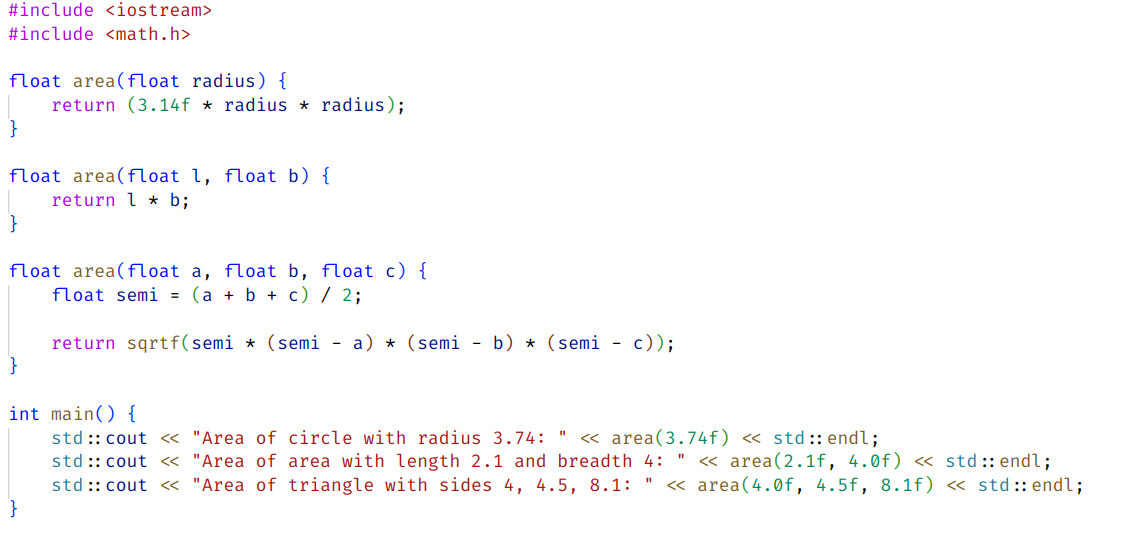 #include <iostream>
#include <math.h>

float area(float radius) {
    return (3.14f * radius * radius);
}

float area(float l, float b) {
    return l * b;
}

float area(float a, float b, float c) {
    float semi = (a + b + c) / 2;

    return sqrtf(semi * (semi - a) * (semi - b) * (semi - c));
}

int main() {
    std::cout << "Area of circle with radius 3.74: " << area(3.74f) << std::endl;
    std::cout << "Area of area with length 2.1 and breadth 4: " << area(2.1f, 4.0f) << std::endl;
    std::cout << "Area of triangle with sides 4, 4.5, 8.1: " << area(4.0f, 4.5f, 8.1f) << std::endl;
}